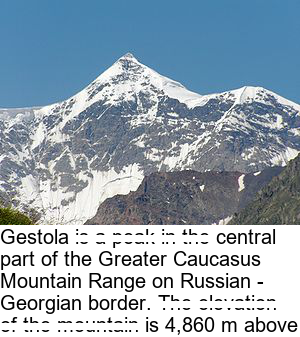 Gestola is a peak in the central
part of the Greater Caucasus
Mountain Range on Russian -
Georgian border. The elevation
of the mountain is 4,860 m above